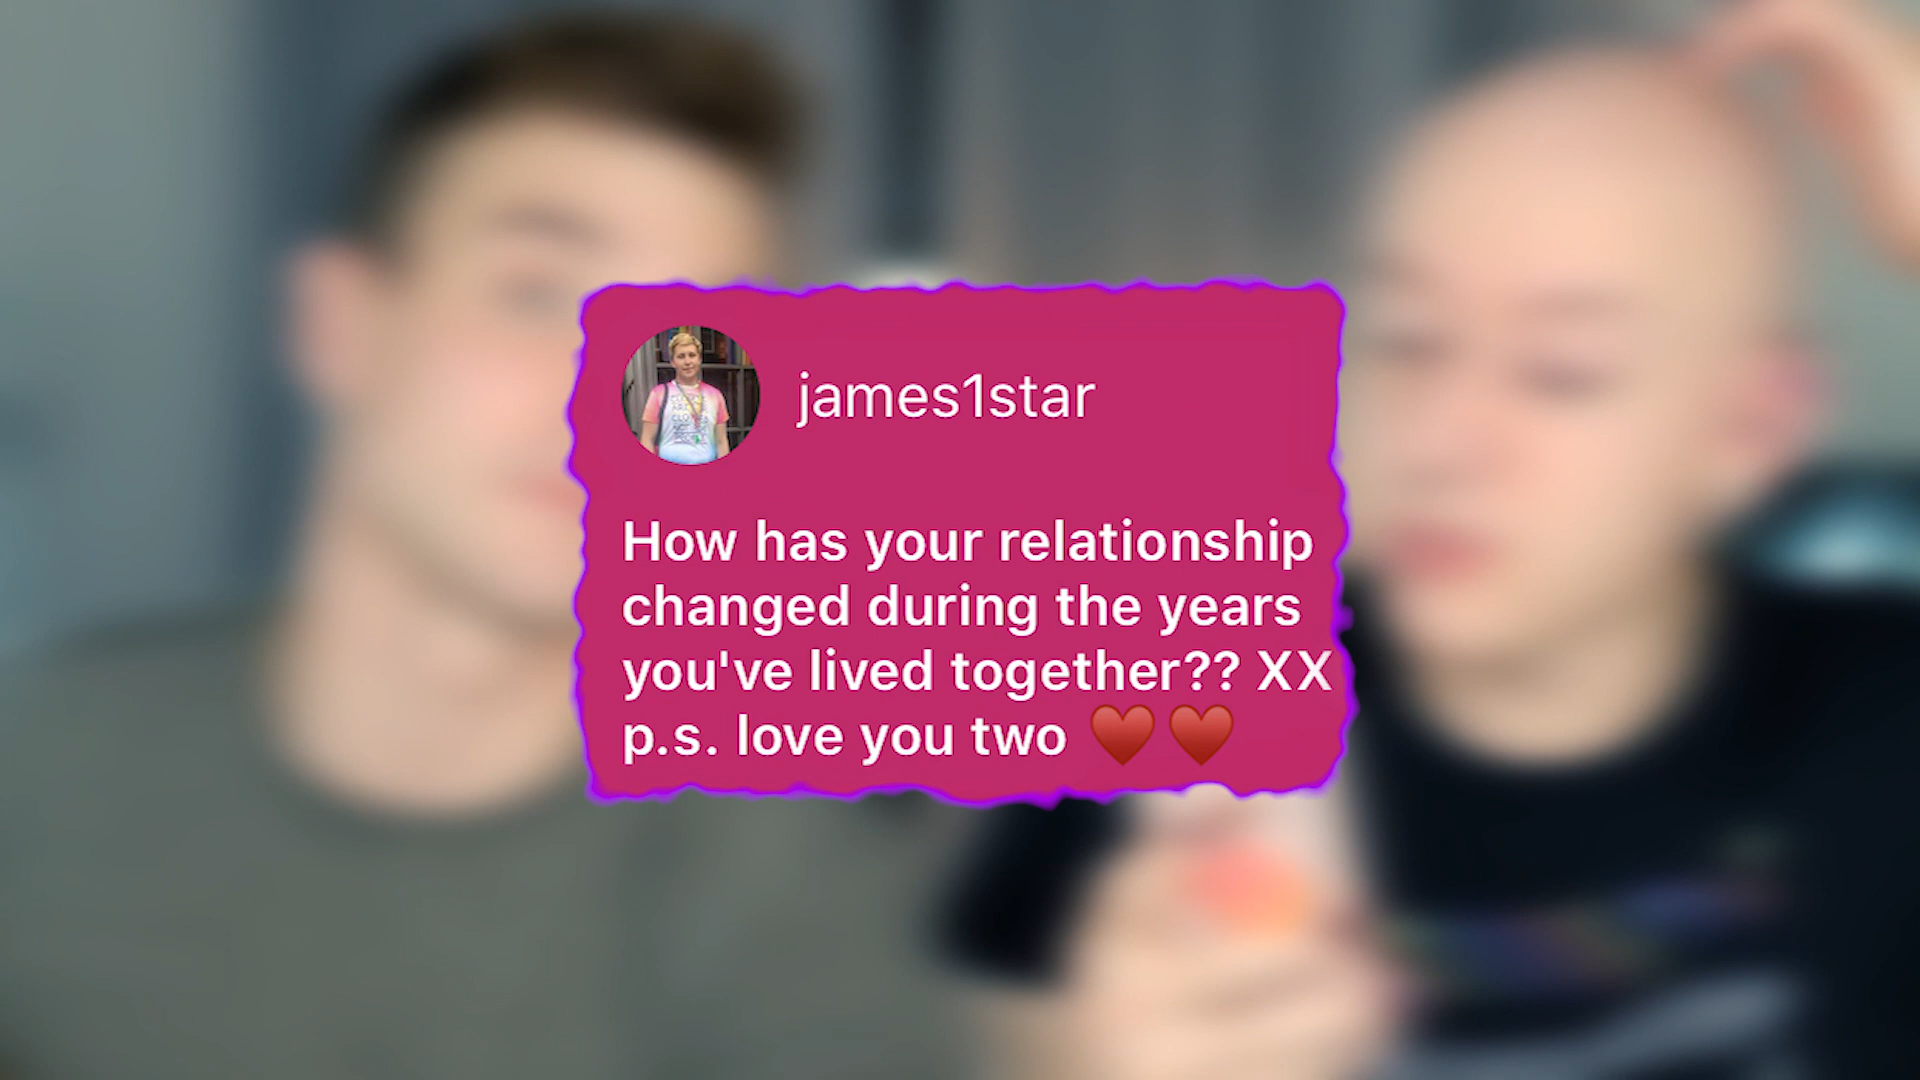 james1star
How has your relationship
changed during the years
you've lived together?? XX
p.s. love you two ♥️♥️